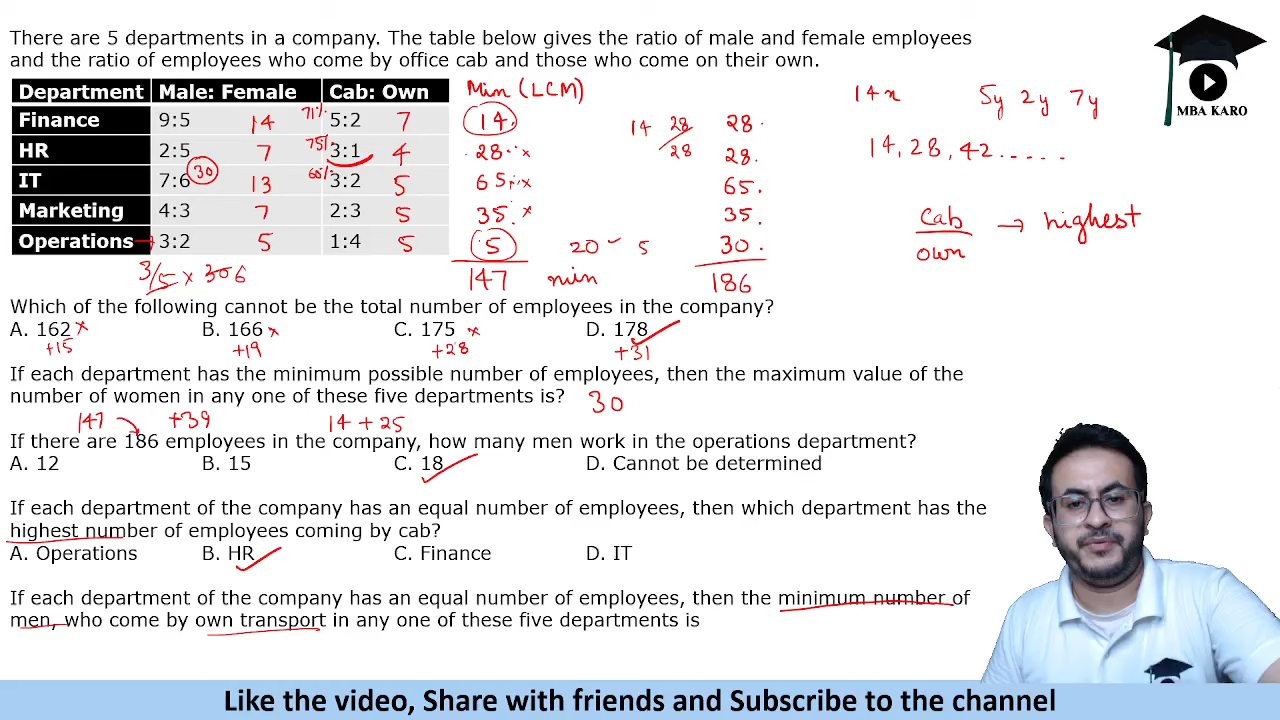 There are 5 departments in a company. The table below gives the ratio of male and female employees
and the ratio of employees who come by office cab and those who come on their own.
Department Male: Female Cab: Own Min (LCM)
Finance 9:5 14 71% 5:2 7 14 14 28/28 28
HR 2:5 7 75% 3:1 4 28 x 28
IT 7:6 30 13 60% 3:2 5 65 x 65
Marketing 4:3 7 2:3 5 35 x 35
Operations 3:2 5 1:4 5 5 20 5 30
3/5 x 30 6 147 min 186
14x 5y 2y 7y
14, 28, 42.....
Cab/own → highest
MBA KARO
Which of the following cannot be the total number of employees in the company?
A. 162 x B. 166 x C. 175 x D. 178
+15 +19 +28 +31
If each department has the minimum possible number of employees, then the maximum value of the
number of women in any one of these five departments is? 30
147 +39 14 + 25
If there are 186 employees in the company, how many men work in the operations department?
A. 12 B. 15 C. 18 D. Cannot be determined
If each department of the company has an equal number of employees, then which department has the
highest number of employees coming by cab?
A. Operations B. HR C. Finance D. IT
If each department of the company has an equal number of employees, then the minimum number of
men, who come by own transport in any one of these five departments is
Like the video, Share with friends and Subscribe to the channel